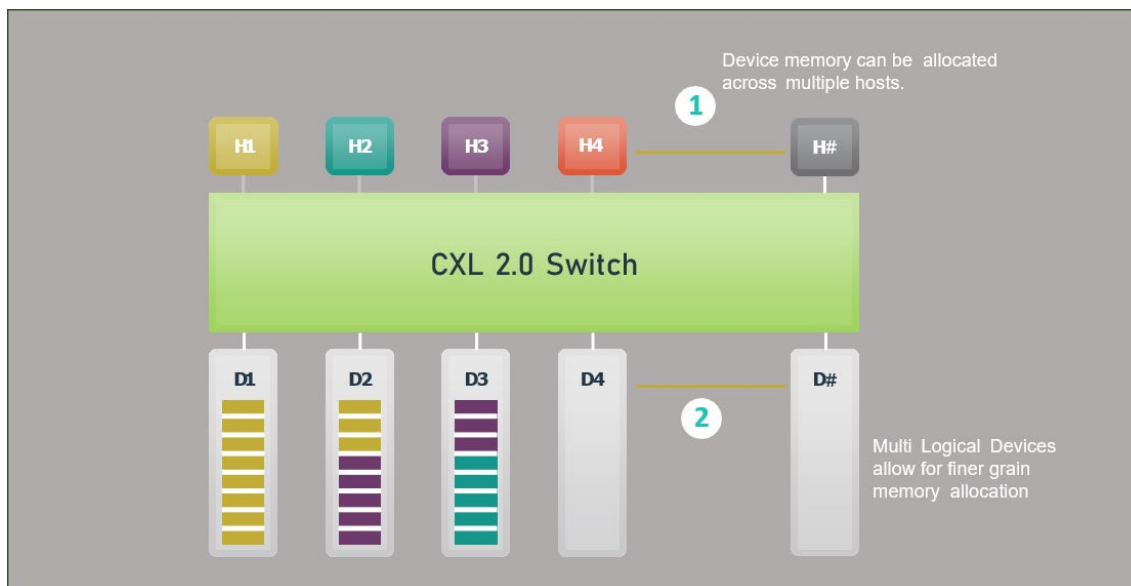 Device memory can be allocated
across multiple hosts.
1
H1 H2 H3 H4 H#
CXL 2.0 Switch
D1 D2 D3 D4 D#
2
Multi Logical Devices
allow for finer grain
memory allocation